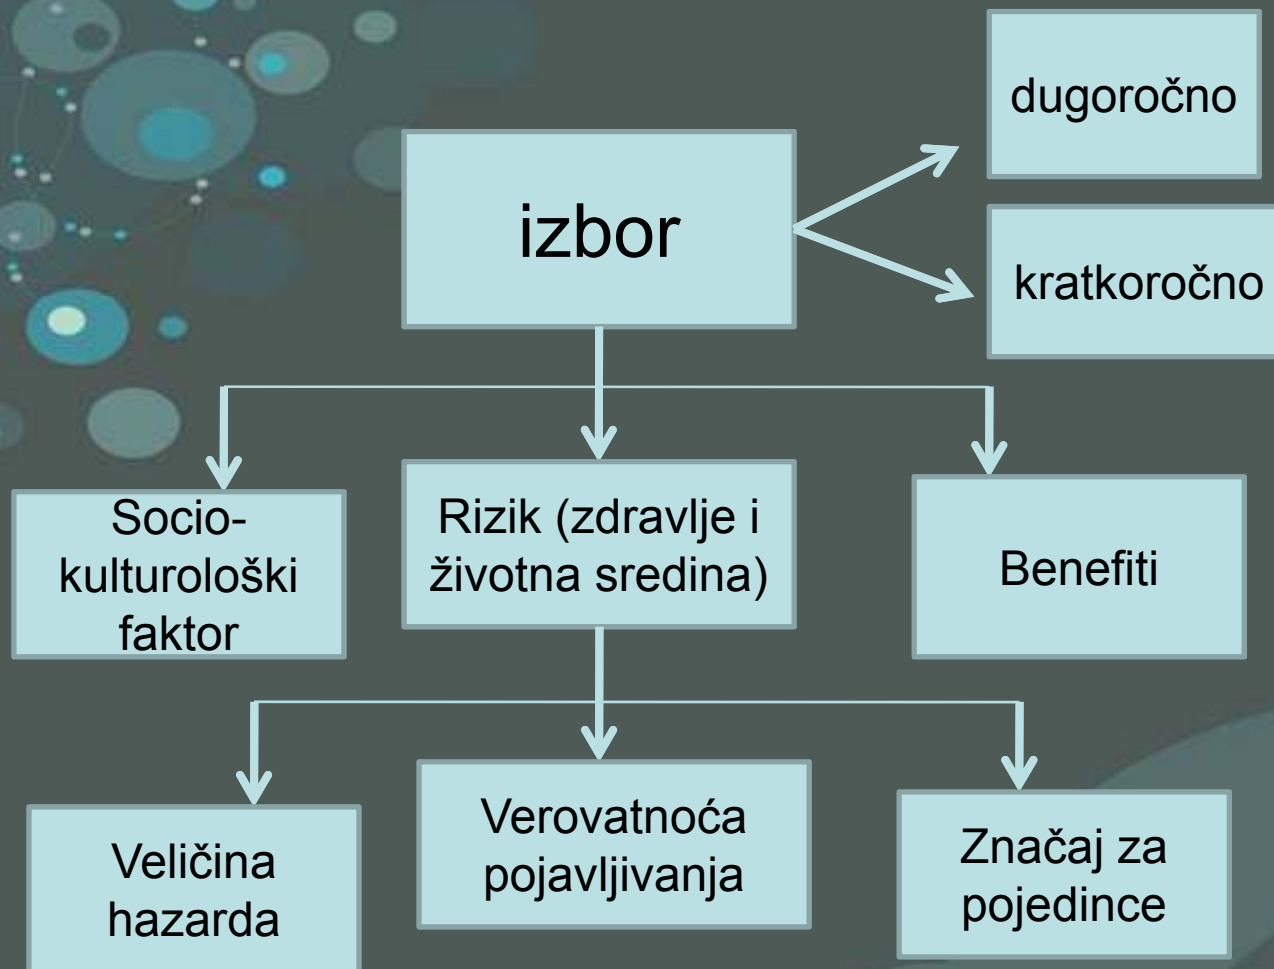 dugoročno
izbor
kratkoročno
Socio-
kulturološki
faktor
Rizik (zdravlje i
životna sredina)
Benefiti
Veličina
hazarda
Verovatnoća
pojavljivanja
Značaj za
pojedince